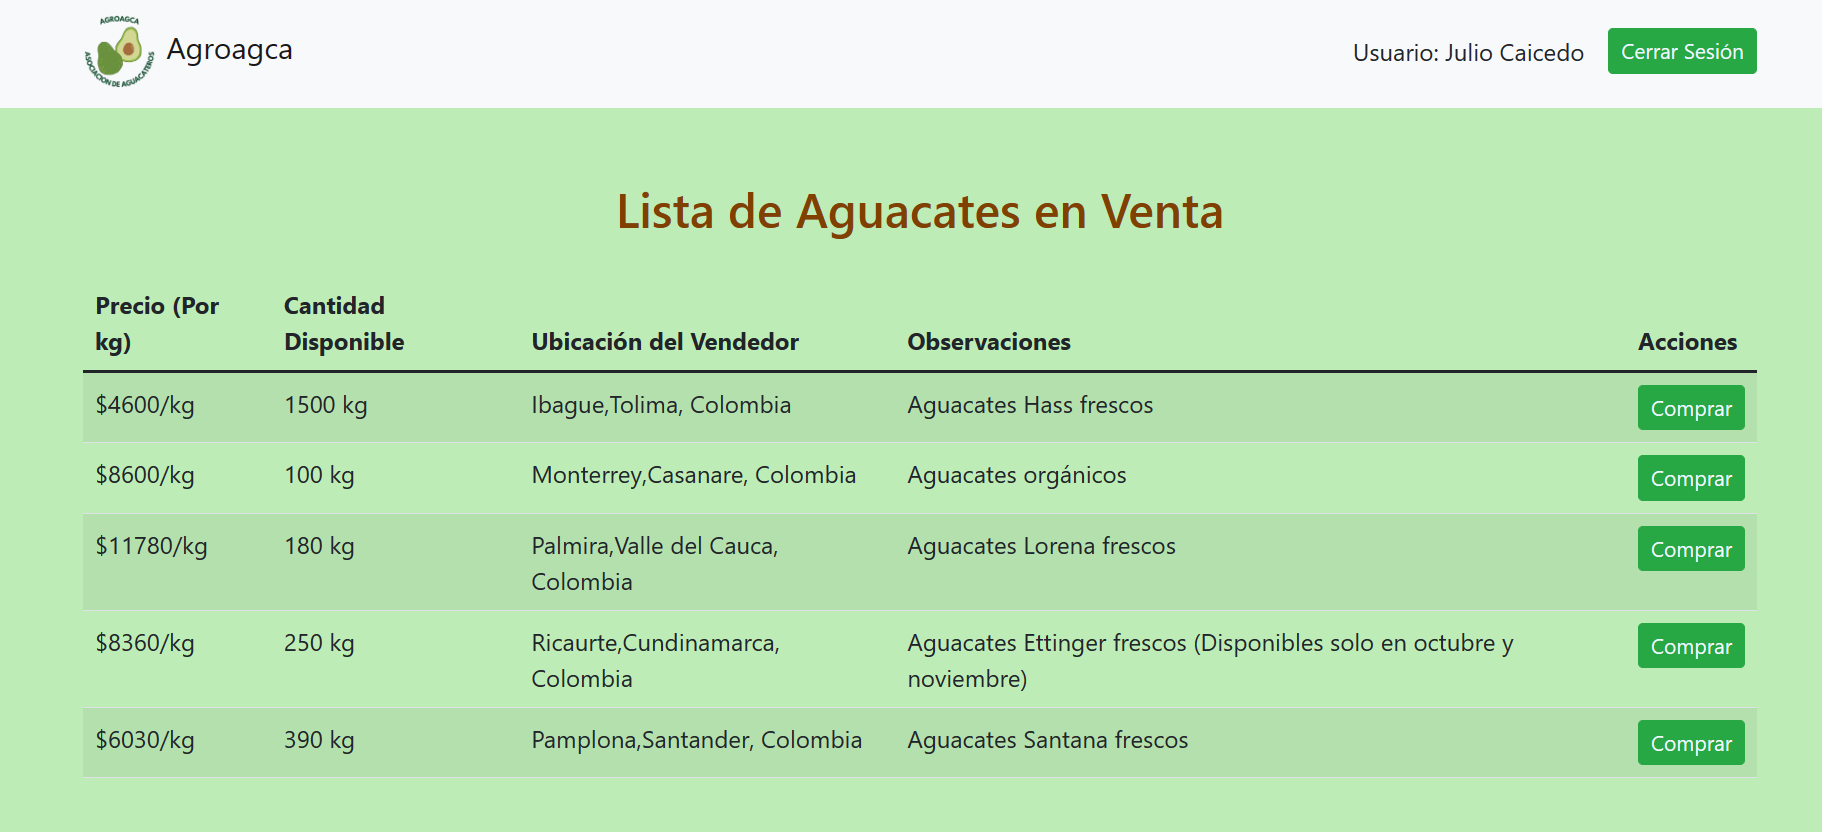 AGROAGCA
ASOCIACION DE AGUACATEROS
Agroagca
Usuario: Julio Caicedo
Cerrar Sesión
Lista de Aguacates en Venta
Precio (Por
kg)
Cantidad
Disponible
Ubicación del Vendedor
Observaciones
Acciones
$4600/kg
1500 kg
Ibague,Tolima, Colombia
Aguacates Hass frescos
Comprar
$8600/kg
100 kg
Monterrey,Casanare, Colombia
Aguacates orgánicos
Comprar
$11780/kg
180 kg
Palmira,Valle del Cauca,
Colombia
Aguacates Lorena frescos
Comprar
$8360/kg
250 kg
Ricaurte,Cundinamarca,
Colombia
Aguacates Ettinger frescos (Disponibles solo en octubre y
noviembre)
Comprar
$6030/kg
390 kg
Pamplona,Santander, Colombia
Aguacates Santana frescos
Comprar